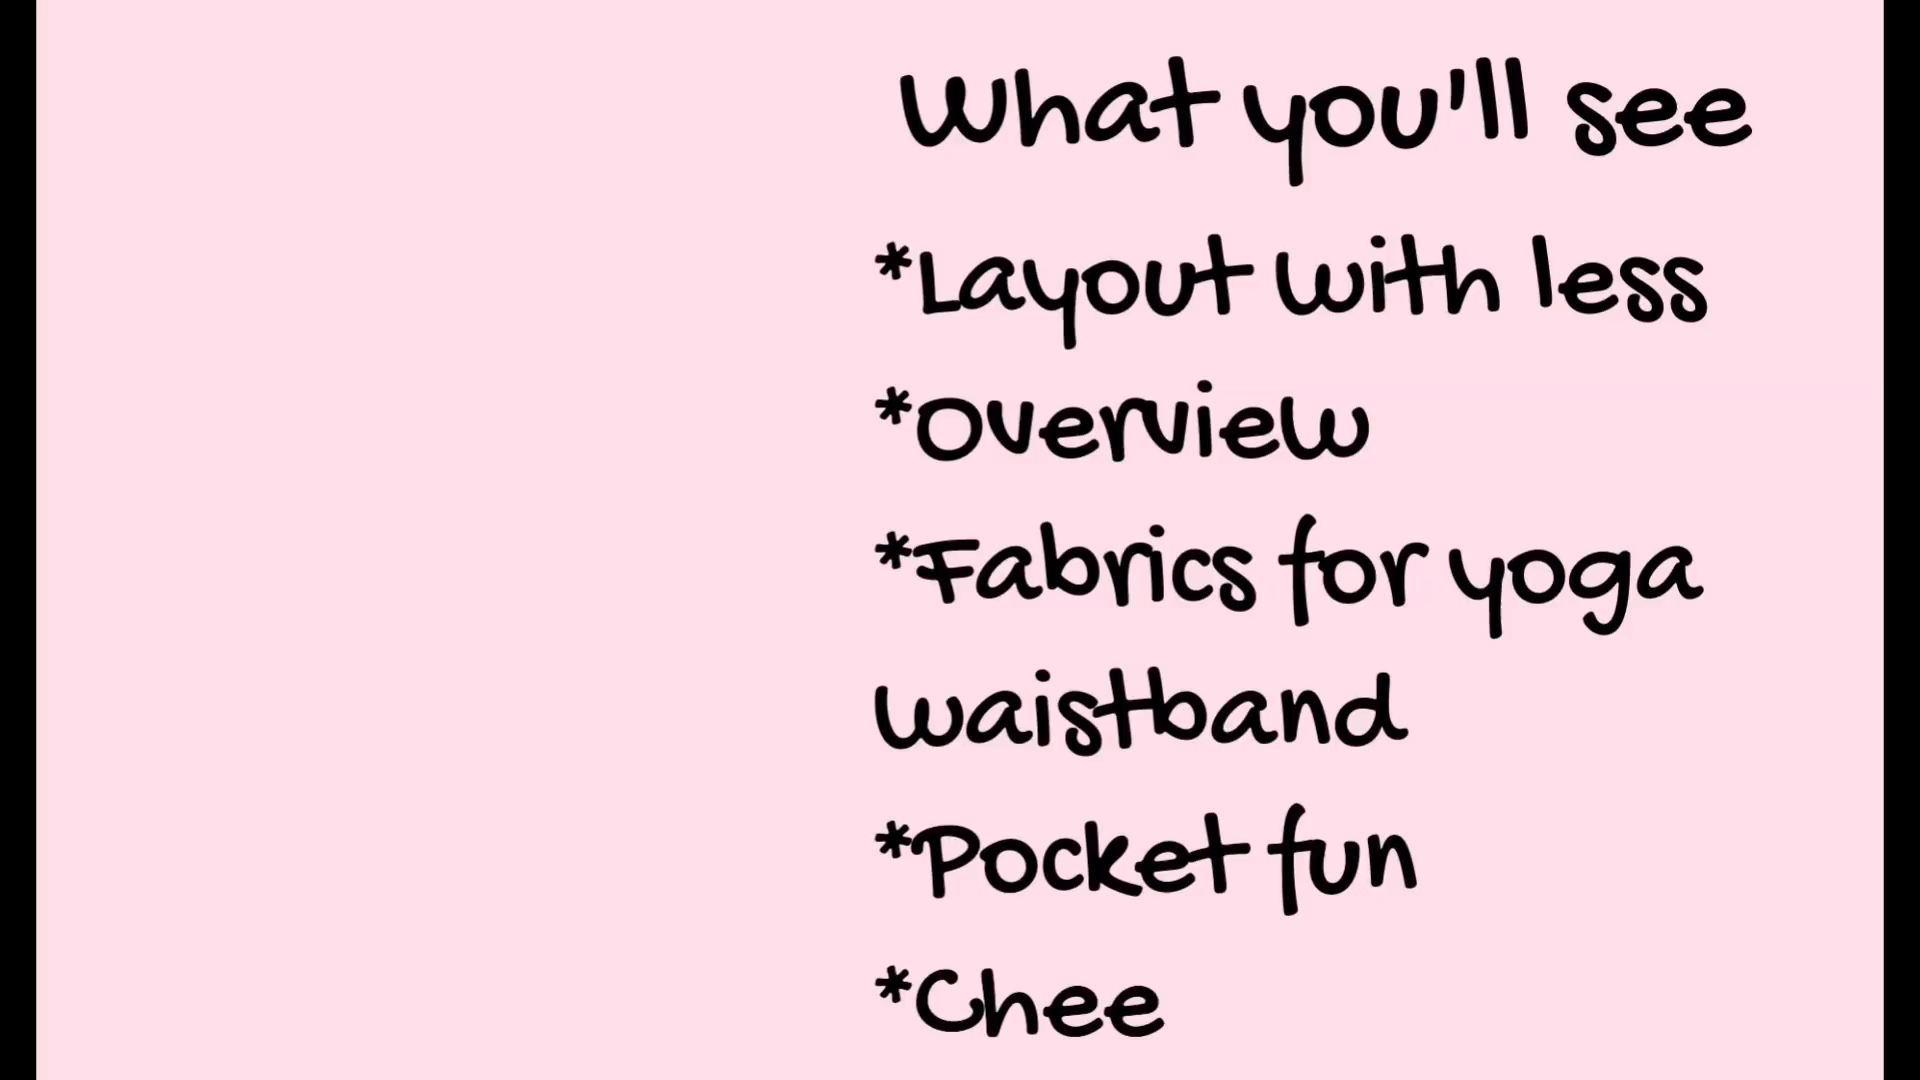 What you'll see
*Layout with less
*Overview
*Fabrics for yoga
waistband
*Pocket fun
*Chee